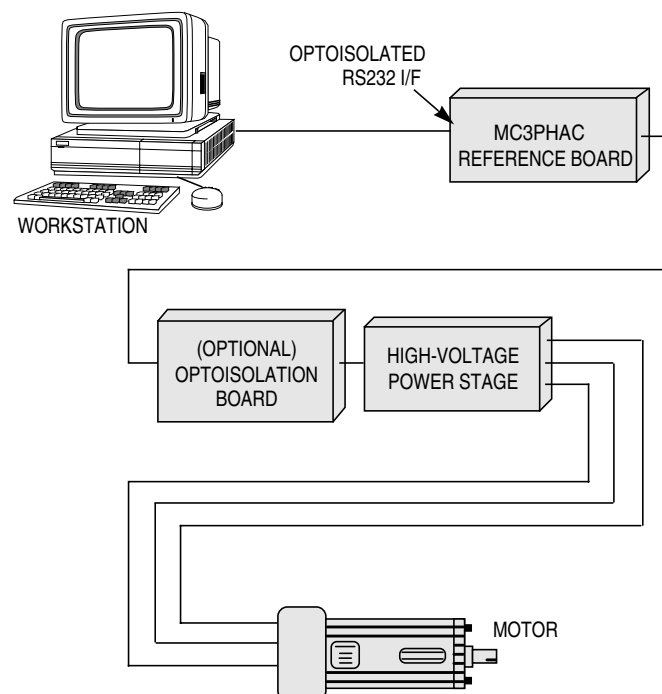 OPTOISOLATED
RS232 I/F
MC3PHAC
REFERENCE BOARD
WORKSTATION
(OPTIONAL)
OPTOISOLATION
BOARD
HIGH-VOLTAGE
POWER STAGE
MOTOR